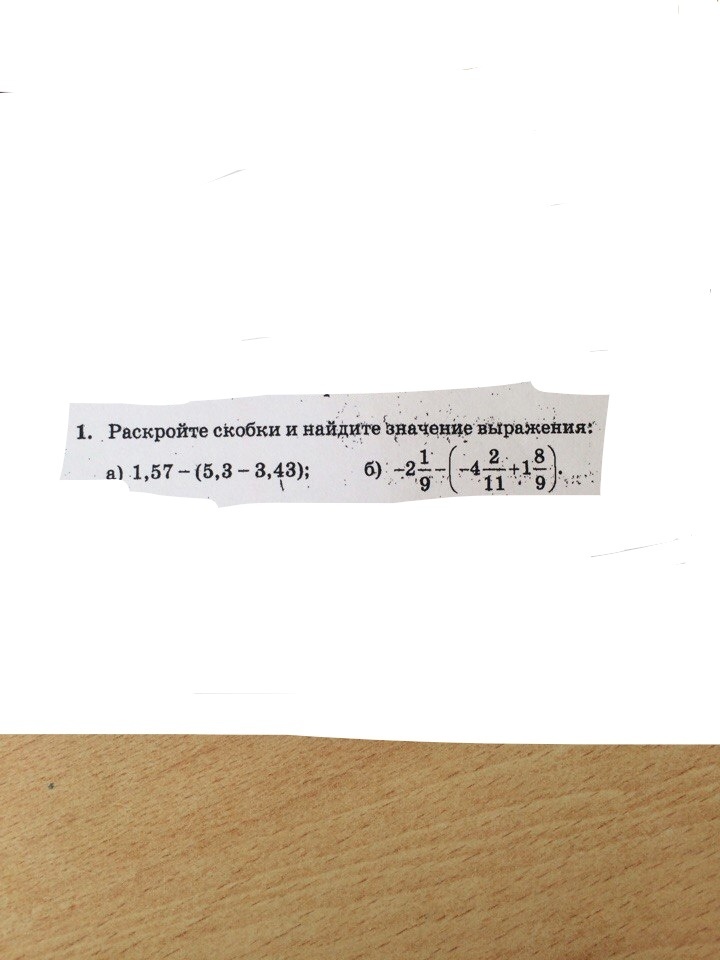 1. Раскройте скобки и найдите значение выражения:
а) 1,57 – (5,3 – 3,43); б) –2 1/9 – (–4 2/11 + 1 8/9).